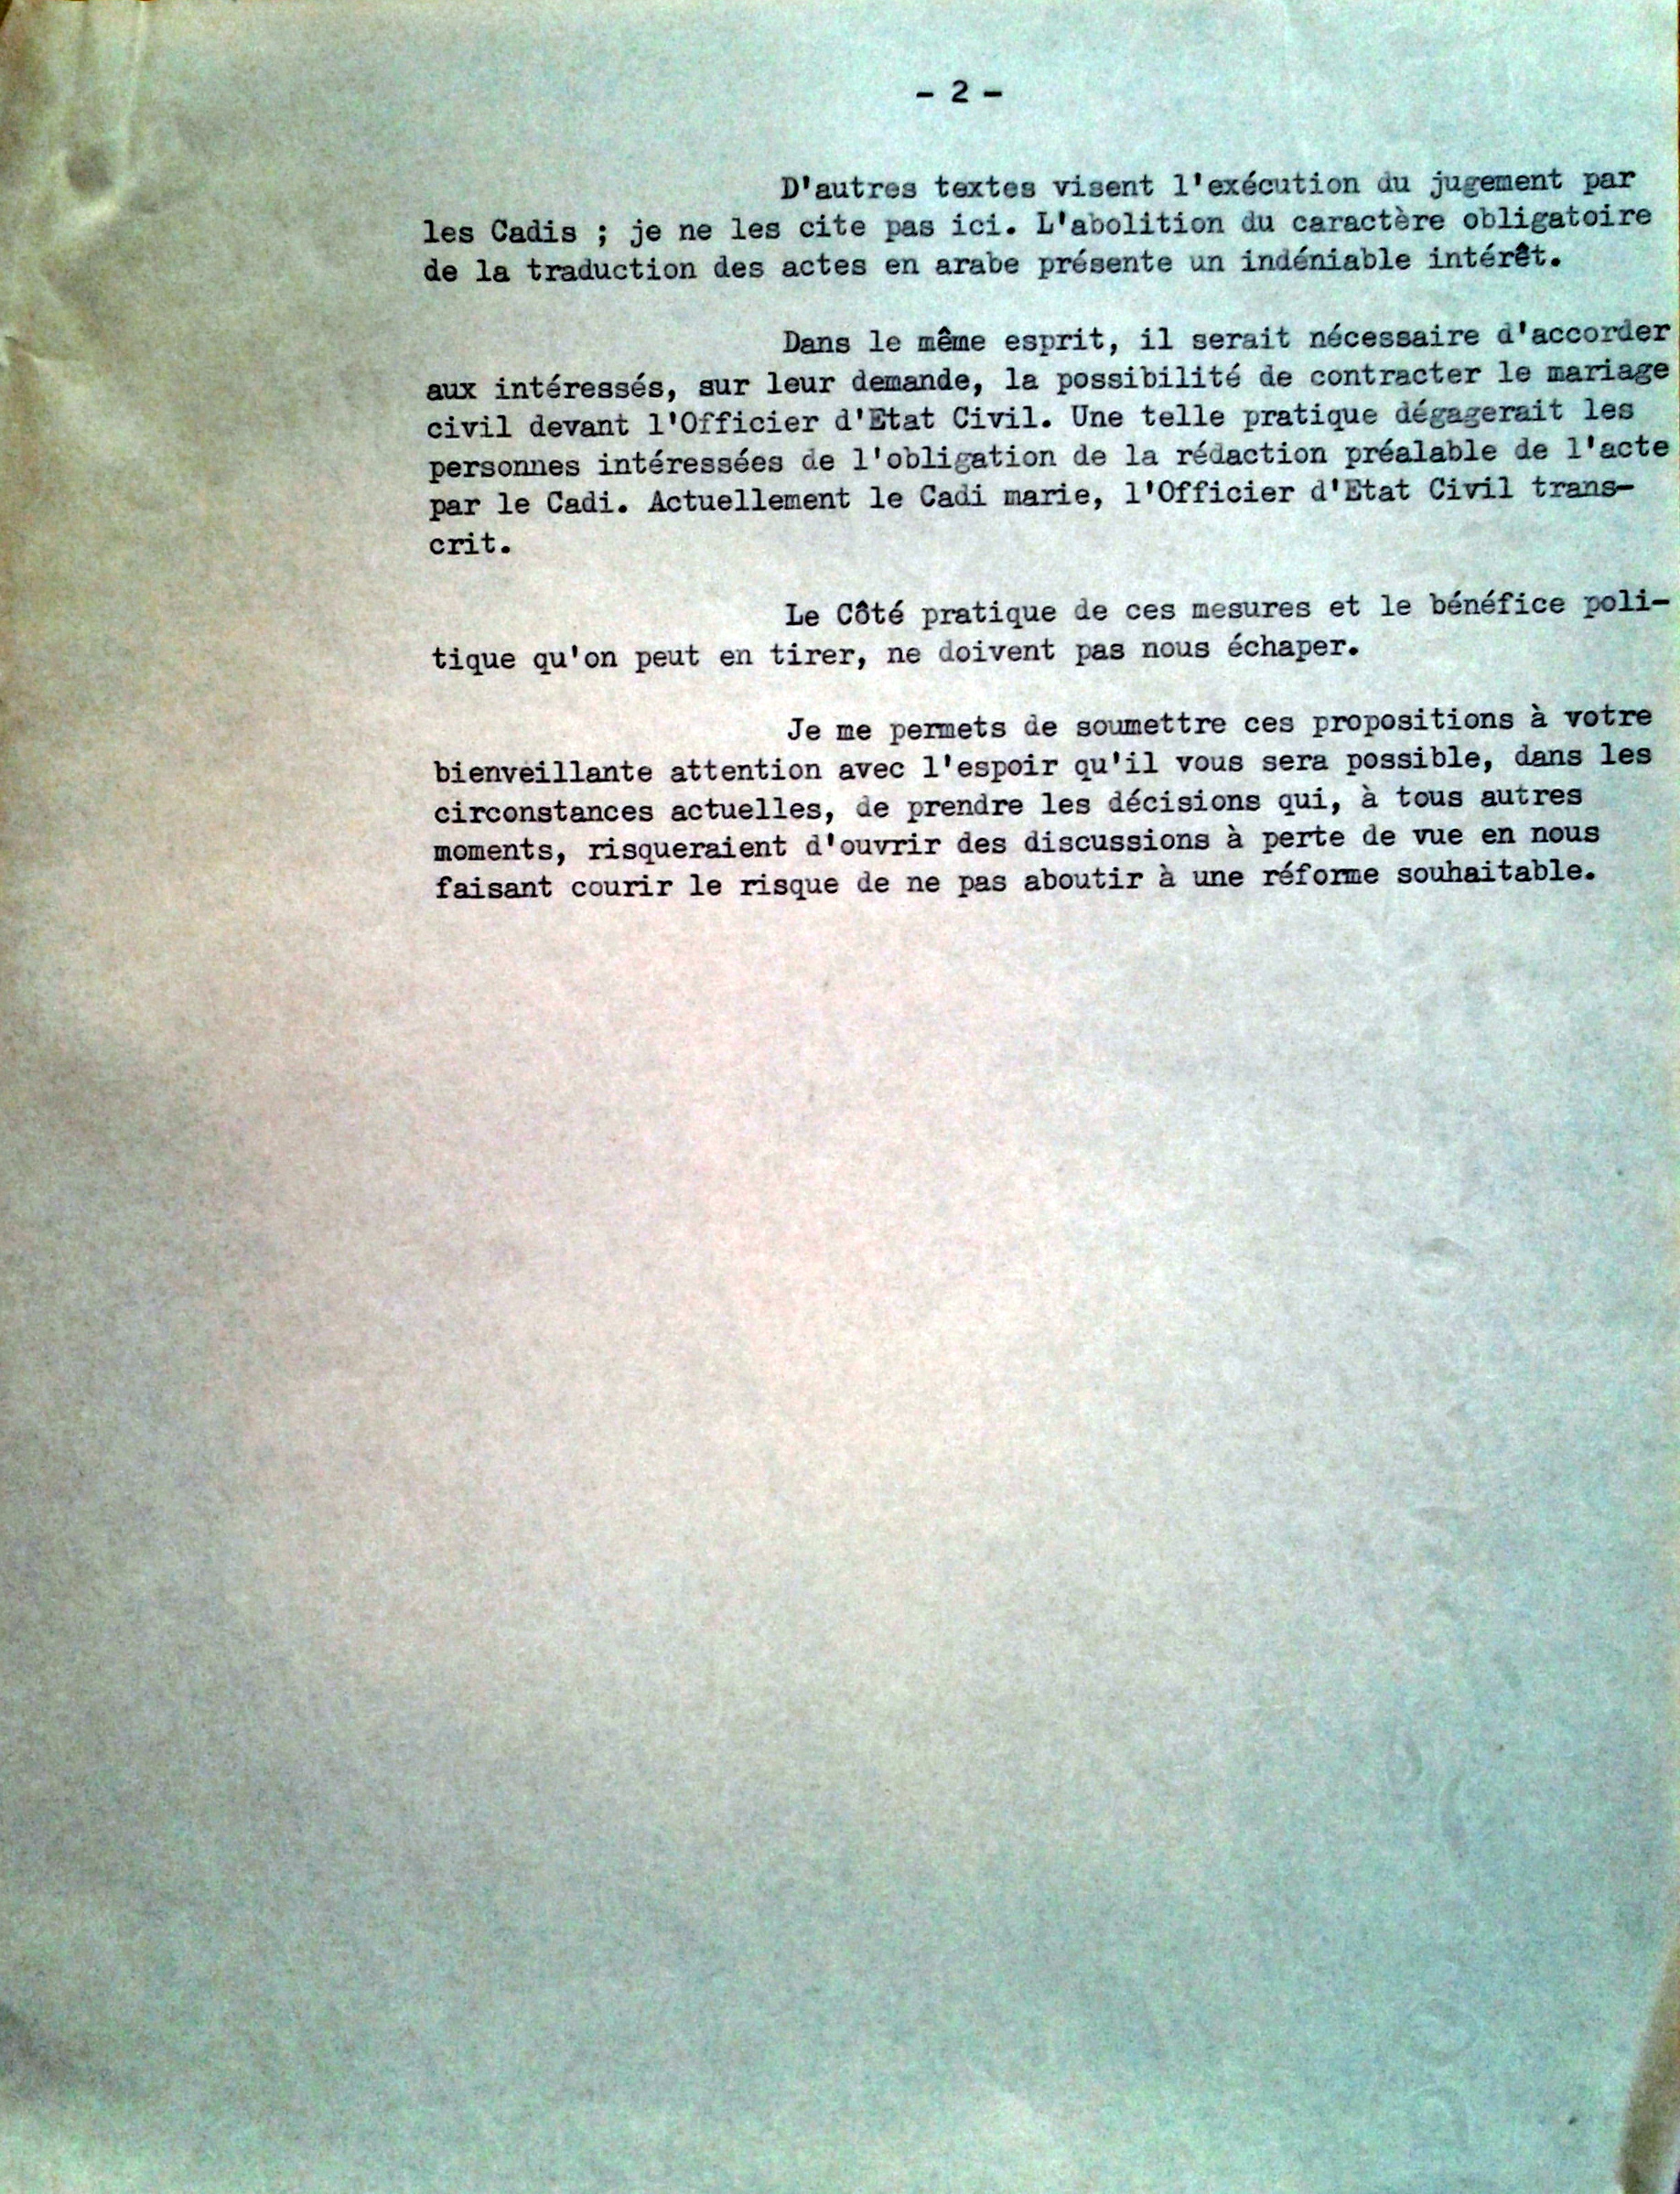 - 2 -
D'autres textes visent l'exécution du jugement par
les Cadis ; je ne les cite pas ici. L'abolition du caractère obligatoire
de la traduction des actes en arabe présente un indéniable intérêt.
Dans le même esprit, il serait nécessaire d'accorder
aux intéressés, sur leur demande, la possibilité de contracter le mariage
civil devant l'Officier d'Etat Civil. Une telle pratique dégagerait les
personnes intéressées de l'obligation de la rédaction préalable de l'acte
par le Cadi. Actuellement le Cadi marie, l'Officier d'Etat Civil trans-
crit.
Le Côté pratique de ces mesures et le bénéfice poli-
tique qu'on peut en tirer, ne doivent pas nous échaper.
Je me permets de soumettre ces propositions à votre
bienveillante attention avec l'espoir qu'il vous sera possible, dans les
circonstances actuelles, de prendre les décisions qui, à tous autres
moments, risqueraient d'ouvrir des discussions à perte de vue en nous
faisant courir le risque de ne pas aboutir à une réforme souhaitable.